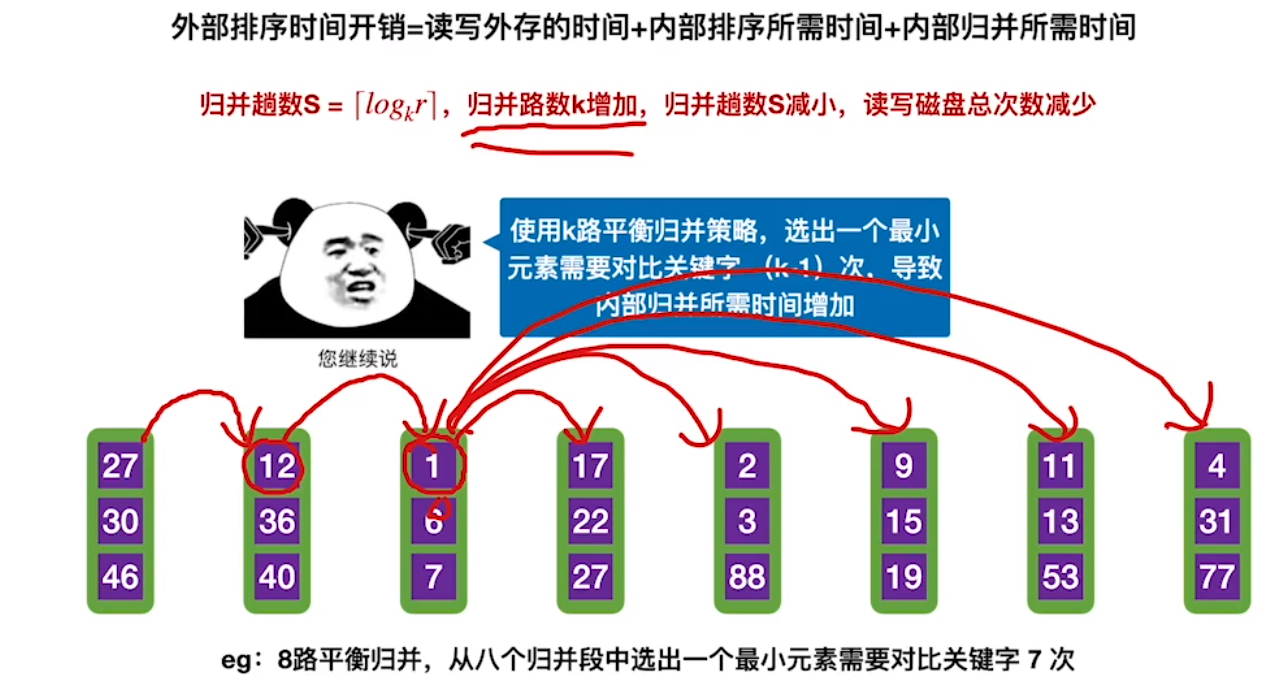 外部排序时间开销=读写外存的时间+内部排序所需时间+内部归并所需时间
归并趟数S = ⌈logₖr⌉，归并路数k增加，归并趟数S减小，读写磁盘总次数减少
使用k路平衡归并策略，选出一个最小
元素需要对比关键字 （k-1）次，导致
内部归并所需时间增加
您继续说
27 12 1 17 2 9 11 4
30 36 6 22 3 15 13 31
46 40 7 27 88 19 53 77
eg：8路平衡归并，从八个归并段中选出一个最小元素需要对比关键字 7 次